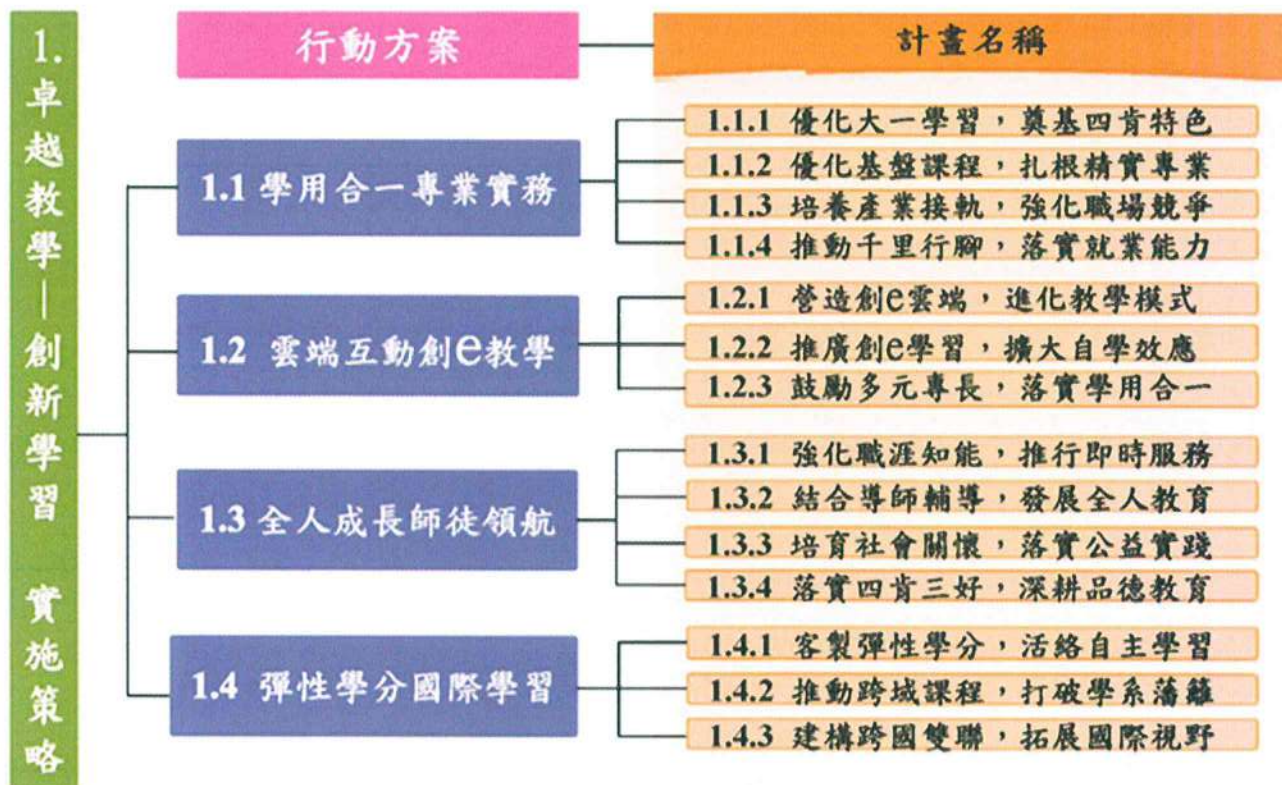 1.卓越教學—創新學習 實施策略
行動方案
計畫名稱
1.1 學用合一專業實務
1.1.1 優化大一學習，奠基四肯特色
1.1.2 優化基盤課程，扎根精實專業
1.1.3 培養產業接軌，強化職場競爭
1.1.4 推動千里行腳，落實就業能力
1.2 雲端互動創e教學
1.2.1 營造創e雲端，進化教學模式
1.2.2 推廣創e學習，擴大自學效應
1.2.3 鼓勵多元專長，落實學用合一
1.3 全人成長師徒領航
1.3.1 強化職涯知能，推行即時服務
1.3.2 結合導師輔導，發展全人教育
1.3.3 培育社會關懷，落實公益實踐
1.3.4 落實四肯三好，深耕品德教育
1.4 彈性學分國際學習
1.4.1 客製彈性學分，活絡自主學習
1.4.2 推動跨域課程，打破學系藩籬
1.4.3 建構跨國雙聯，拓展國際視野